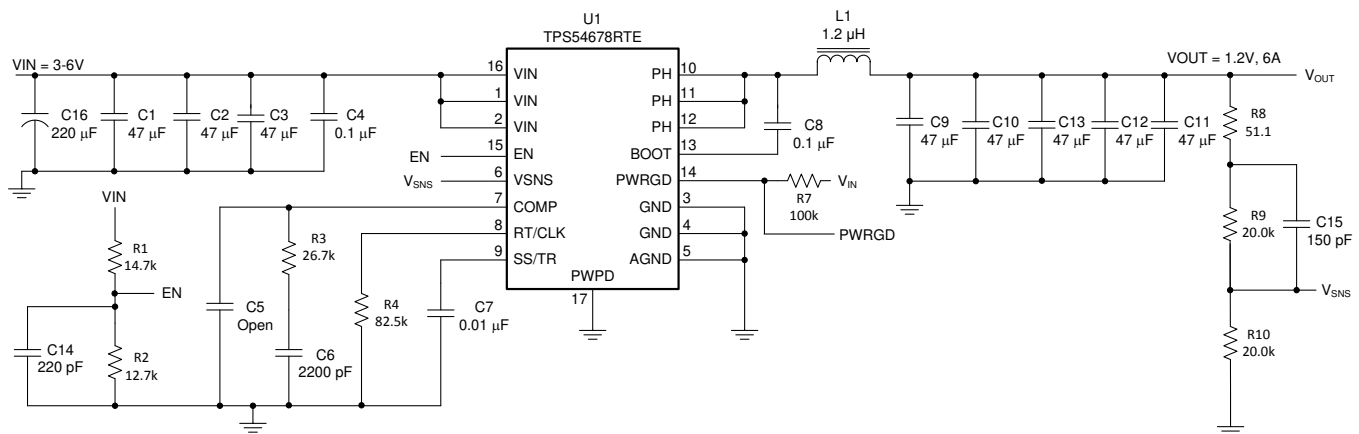 U1
TPS54678RTE
L1
1.2 µH
VIN = 3-6V
VOUT = 1.2V, 6A
VOUT
16 VIN
1 VIN
2 VIN
15 EN
6 VSNS
7 COMP
8 RT/CLK
9 SS/TR
PH 10
PH 11
PH 12
BOOT 13
PWRGD 14
GND 3
GND 4
AGND 5
PWPD
17
C16
220 µF
C1
47 µF
C2
47 µF
C3
47 µF
C4
0.1 µF
EN
VSNS
C8
0.1 µF
R7
100k
VIN
PWRGD
C9
47 µF
C10
47 µF
C13
47 µF
C12
47 µF
C11
47 µF
R8
51.1
R9
20.0k
C15
150 pF
VSNS
R10
20.0k
VIN
R1
14.7k
EN
C14
220 pF
R2
12.7k
C5
Open
R3
26.7k
C6
2200 pF
R4
82.5k
C7
0.01 µF